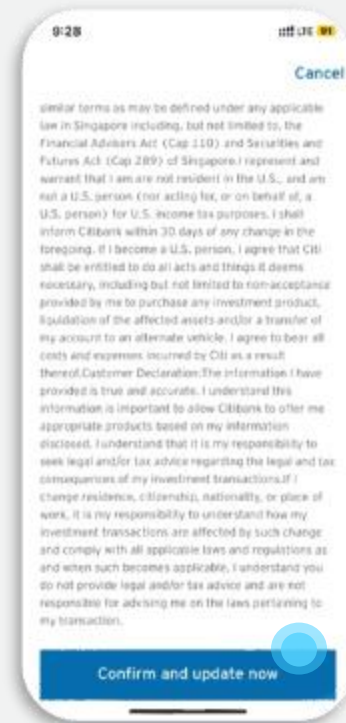 9:28
LTE 91
Cancel
similar terms as may be defined under any applicable
law in Singapore including, but not limited to, the
Financial Advisers Act (Cap 110) and Securities and
Futures Act (Cap 289) of Singapore.I represent and
warrant that I am are not resident in the U.S., and am
not a U.S. person (nor acting for, or on behalf of, a
U.S. person) for U.S. income tax purposes. I shall
inform Citibank within 30 days of any change in the
foregoing. If I become a U.S. person, I agree that Citi
shall be entitled to do all acts and things it deems
necessary, including but not limited to non-acceptance
provided by me to purchase any investment product,
liquidation of the affected assets and/or a transfer of
my account to an alternate vehicle. I agree to bear all
costs and expenses incurred by Citi as a result
thereof.Customer Declaration:The information I have
provided is true and accurate. I understand this
information is important to allow Citibank to offer me
appropriate products based on my information
disclosed. I understand that it is my responsibility to
seek legal and/or tax advice regarding the legal and tax
consequences of my investment transactions.If I
change residence, citizenship, nationality, or place of
work, it is my responsibility to understand how my
investment transactions are affected by such change
and comply with all applicable laws and regulations as
and when such becomes applicable. I understand you
do not provide legal and/or tax advice and are not
responsible for advising me on the laws pertaining to
my transaction.
Confirm and update now